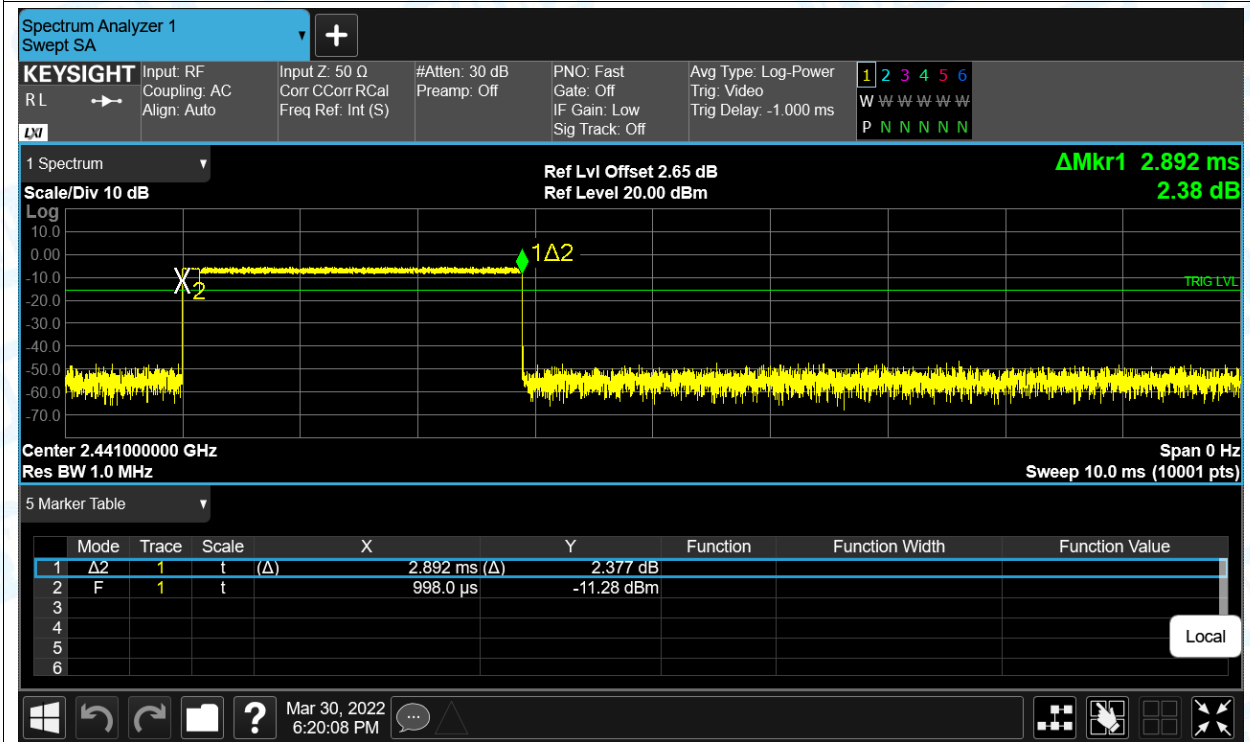 Spectrum Analyzer 1
Swept SA
+
KEYSIGHT
R L
LXI
Input: RF
Coupling: AC
Align: Auto
Input Z: 50 Ω
Corr CCorr RCal
Freq Ref: Int (S)
#Atten: 30 dB
Preamp: Off
PNO: Fast
Gate: Off
IF Gain: Low
Sig Track: Off
Avg Type: Log-Power
Trig: Video
Trig Delay: -1.000 ms
1 2 3 4 5 6
W W W W W W
P N N N N N
1 Spectrum
Scale/Div 10 dB
Ref Lvl Offset 2.65 dB
Ref Level 20.00 dBm
ΔMkr1 2.892 ms
2.38 dB
Log
10.0
0.00
-10.0
-20.0
-30.0
-40.0
-50.0
-60.0
-70.0
1Δ2
X2
TRIG LVL
Center 2.441000000 GHz
Span 0 Hz
Res BW 1.0 MHz
Sweep 10.0 ms (10001 pts)
5 Marker Table
Mode Trace Scale X Y Function Function Width Function Value
1 Δ2 1 t (Δ) 2.892 ms (Δ) 2.377 dB
2 F 1 t 998.0 µs -11.28 dBm
3
4
5
6
Local
?
Mar 30, 2022
6:20:08 PM